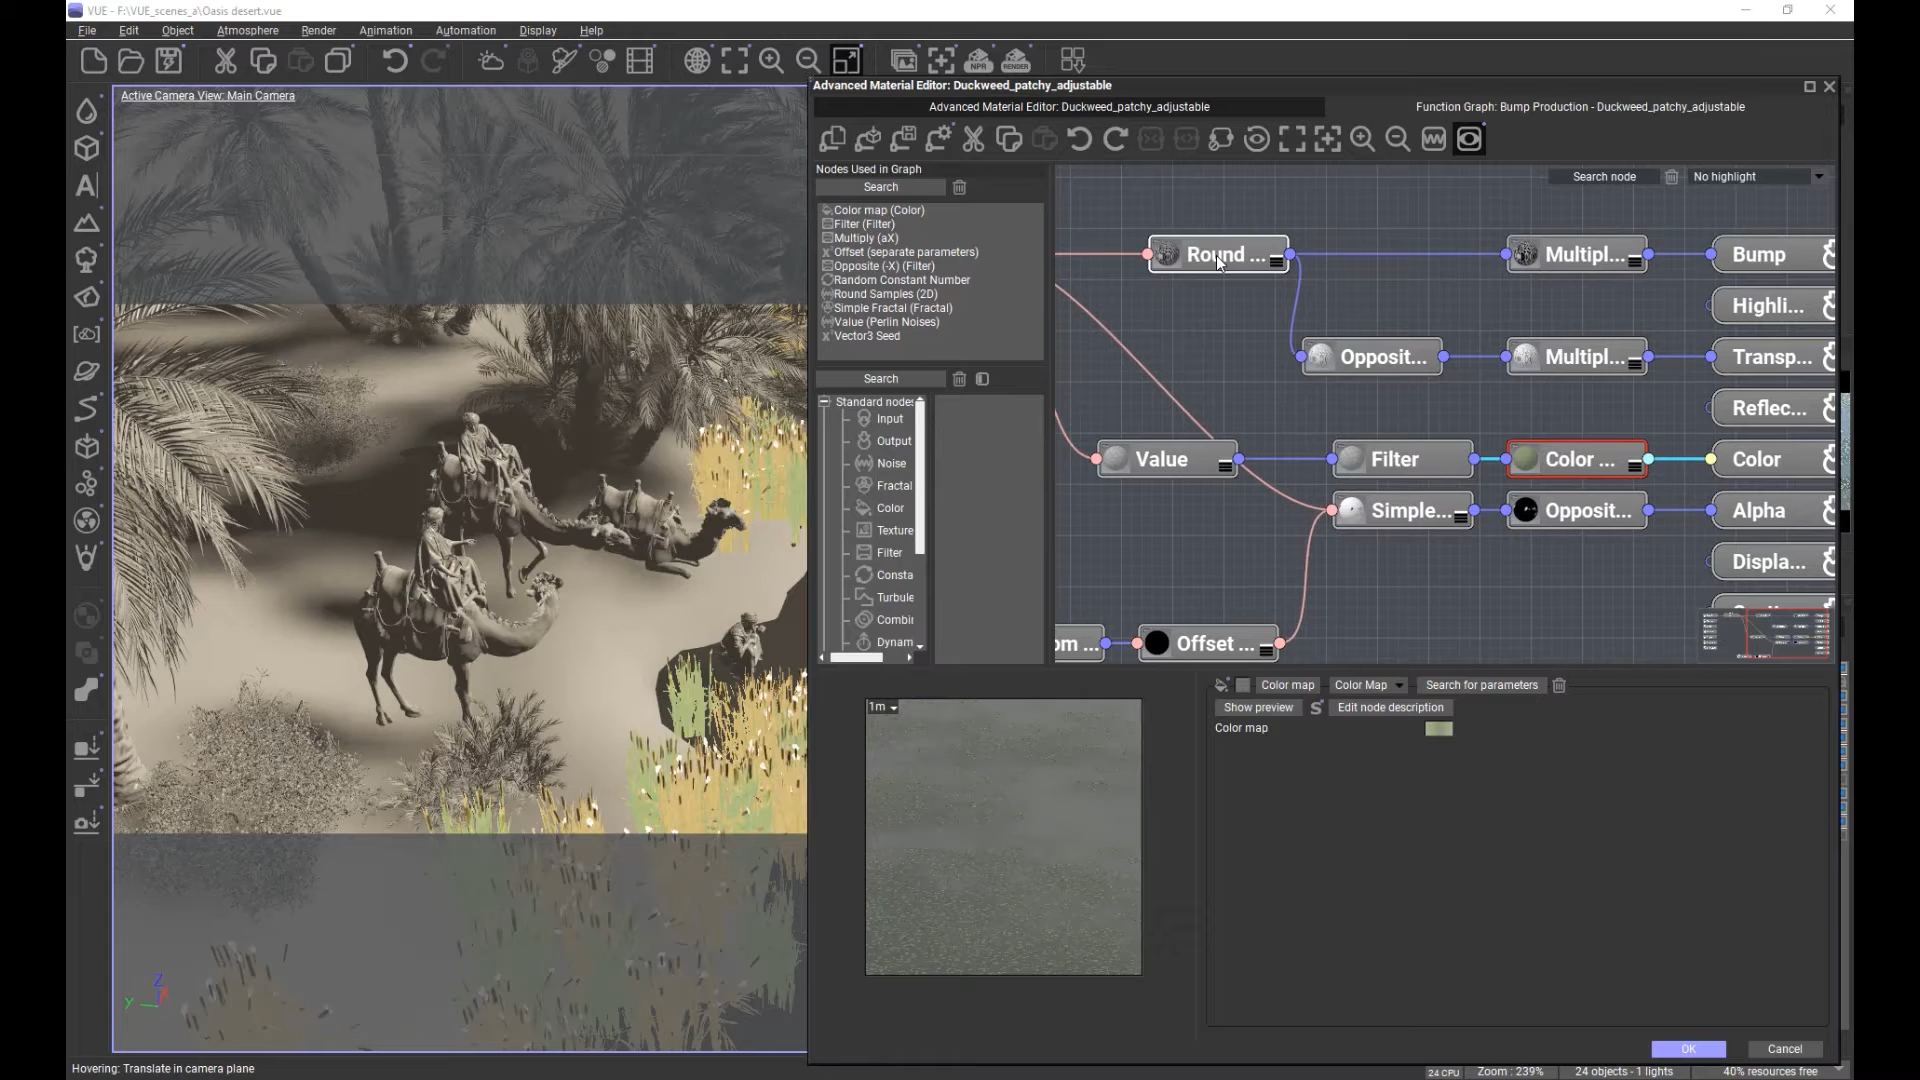 VUE - F:\VUE_scenes_a\Oasis desert.vue
File Edit Object Atmosphere Render Animation Automation Display Help
NPR RENDER
Active Camera View: Main Camera
Advanced Material Editor: Duckweed_patchy_adjustable
Advanced Material Editor: Duckweed_patchy_adjustable
Function Graph: Bump Production - Duckweed_patchy_adjustable
Nodes Used in Graph
Search
Color map (Color)
Filter (Filter)
Multiply (aX)
Offset (separate parameters)
Opposite (-X) (Filter)
Random Constant Number
Round Samples (2D)
Simple Fractal (Fractal)
Value (Perlin Noises)
Vector3 Seed
Search
Standard nodes
Input
Output
Noise
Fractal
Color
Texture
Filter
Consta
Turbule
Combi
Dynam
Search node
No highlight
Round ...
Multipl...
Bump
Highli...
Opposit...
Multipl...
Transp...
Reflec...
Value
Filter
Color ...
Color
Simple...
Opposit...
Alpha
Displa...
om ...
Offset ...
1m
Color map
Color Map
Search for parameters
Show preview
Edit node description
Color map
Z
Y
X
OK
Cancel
Hovering: Translate in camera plane
24 CPU
Zoom : 239%
24 objects - 1 lights
40% resources free